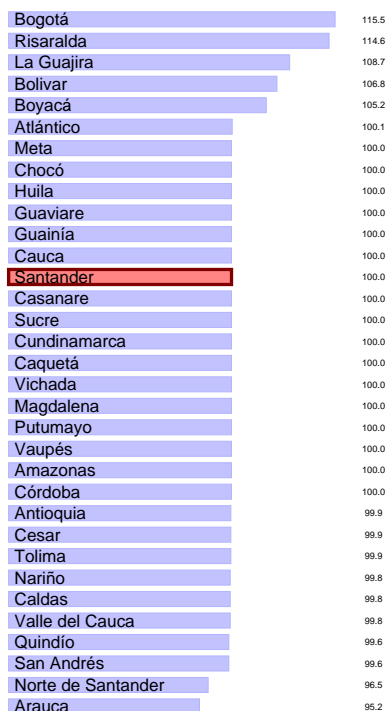 Bogotá 115.5
Risaralda 114.6
La Guajira 108.7
Bolivar 106.8
Boyacá 105.2
Atlántico 100.1
Meta 100.0
Chocó 100.0
Huila 100.0
Guaviare 100.0
Guainía 100.0
Cauca 100.0
Santander 100.0
Casanare 100.0
Sucre 100.0
Cundinamarca 100.0
Caquetá 100.0
Vichada 100.0
Magdalena 100.0
Putumayo 100.0
Vaupés 100.0
Amazonas 100.0
Córdoba 100.0
Antioquia 99.9
Cesar 99.9
Tolima 99.9
Nariño 99.8
Caldas 99.8
Valle del Cauca 99.8
Quindío 99.6
San Andrés 99.6
Norte de Santander 96.5
Arauca 95.2